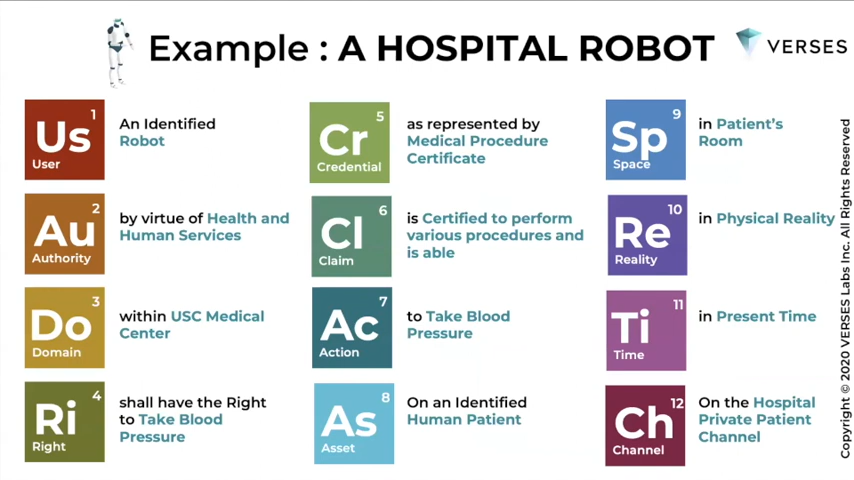 Example : A HOSPITAL ROBOT
VERSES
1
Us
User
An Identified
Robot
2
Au
Authority
by virtue of Health and
Human Services
3
Do
Domain
within USC Medical
Center
4
Ri
Right
shall have the Right
to Take Blood
Pressure
5
Cr
Credential
as represented by
Medical Procedure
Certificate
6
Cl
Claim
is Certified to perform
various procedures and
is able
7
Ac
Action
to Take Blood
Pressure
8
As
Asset
On an Identified
Human Patient
9
Sp
Space
in Patient's
Room
10
Re
Reality
in Physical Reality
11
Ti
Time
in Present Time
12
Ch
Channel
On the Hospital
Private Patient
Channel
Copyright © 2020 VERSES Labs Inc. All Rights Reserved